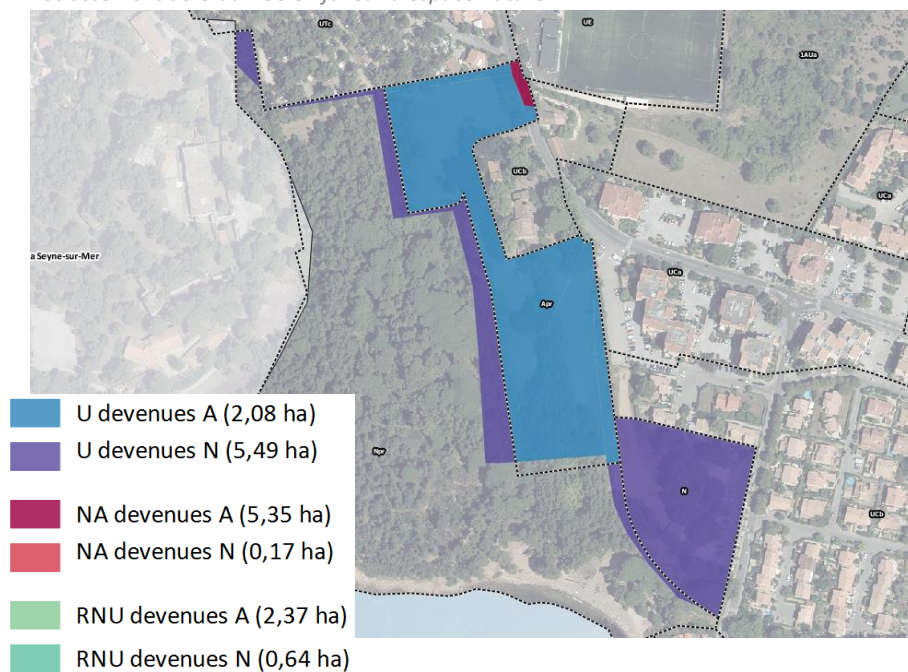 UTc
UE
1AUa
UCb
UCa
a Seyne-sur-Mer
UCa
Apr
U devenues A (2,08 ha)
U devenues N (5,49 ha)
Npr
N
UCb
NA devenues A (5,35 ha)
NA devenues N (0,17 ha)
RNU devenues A (2,37 ha)
RNU devenues N (0,64 ha)